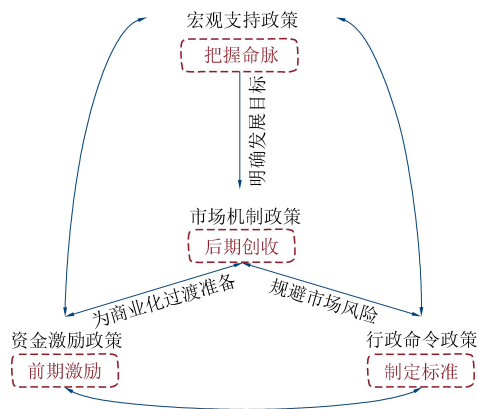 宏观支持政策
把握命脉
明确发展目标
市场机制政策
后期创收
为商业化过渡准备
规避市场风险
资金激励政策
前期激励
行政命令政策
制定标准